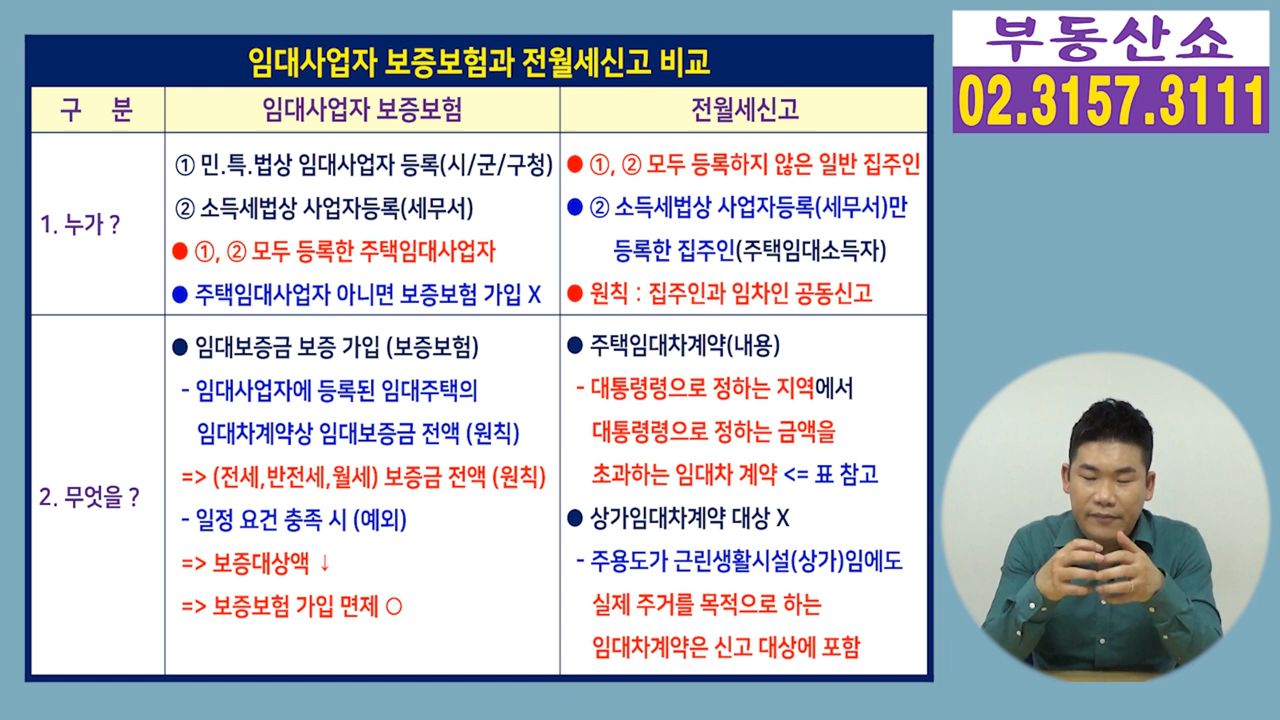 부동산쇼
02.3157.3111
임대사업자 보증보험과 전월세신고 비교
구 분 임대사업자 보증보험 전월세신고
1. 누가 ?
① 민.특.법상 임대사업자 등록(시/군/구청)
② 소득세법상 사업자등록(세무서)
● ①, ② 모두 등록한 주택임대사업자
● 주택임대사업자 아니면 보증보험 가입 X
● ①, ② 모두 등록하지 않은 일반 집주인
● ② 소득세법상 사업자등록(세무서)만
등록한 집주인(주택임대소득자)
● 원칙 : 집주인과 임차인 공동신고
2. 무엇을 ?
● 임대보증금 보증 가입 (보증보험)
- 임대사업자에 등록된 임대주택의
임대차계약상 임대보증금 전액 (원칙)
=> (전세,반전세,월세) 보증금 전액 (원칙)
- 일정 요건 충족 시 (예외)
=> 보증대상액 ↓
=> 보증보험 가입 면제 ○
● 주택임대차계약(내용)
- 대통령령으로 정하는 지역에서
대통령령으로 정하는 금액을
초과하는 임대차 계약 <= 표 참고
● 상가임대차계약 대상 X
- 주용도가 근린생활시설(상가)임에도
실제 주거를 목적으로 하는
임대차계약은 신고 대상에 포함